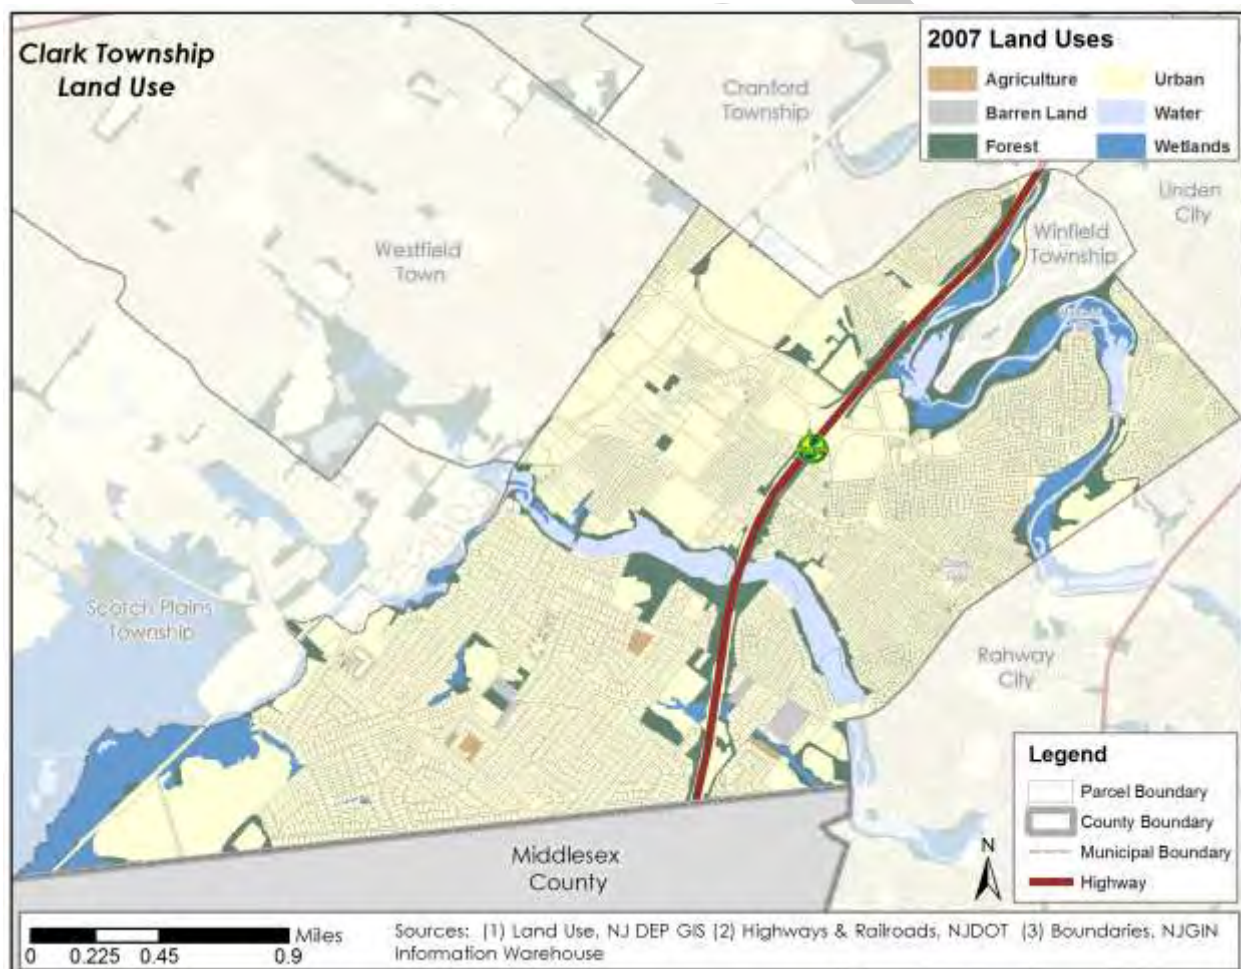 Clark Township
Land Use
2007 Land Uses
Agriculture
Urban
Barren Land
Water
Forest
Wetlands
Cranford
Township
Linden
City
Winfield
Township
Westfield
Town
Scotch Plains
Township
Rahway
City
Middlesex
County
Legend
Parcel Boundary
County Boundary
Municipal Boundary
Highway
N
Miles
0 0.225 0.45 0.9
Sources: (1) Land Use, NJ DEP GIS (2) Highways & Railroads, NJDOT (3) Boundaries, NJGIN
Information Warehouse